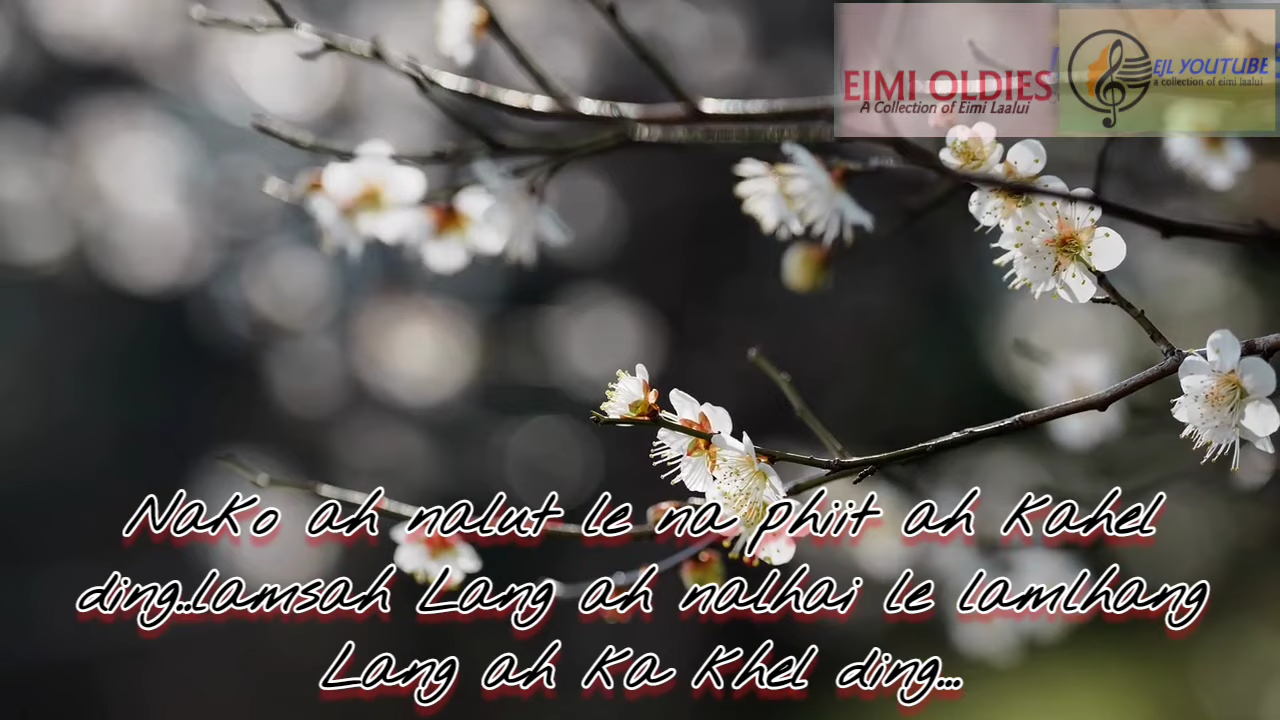 EIMI OLDIES
A Collection of Eimi Laalui
EJL YOUTUBE
a collection of eimi laalui
Nako ah nalut le na phiit ah Kahel
ding..lamsah Lang ah nalhai le lamlhang
Lang ah Ka Khel ding...